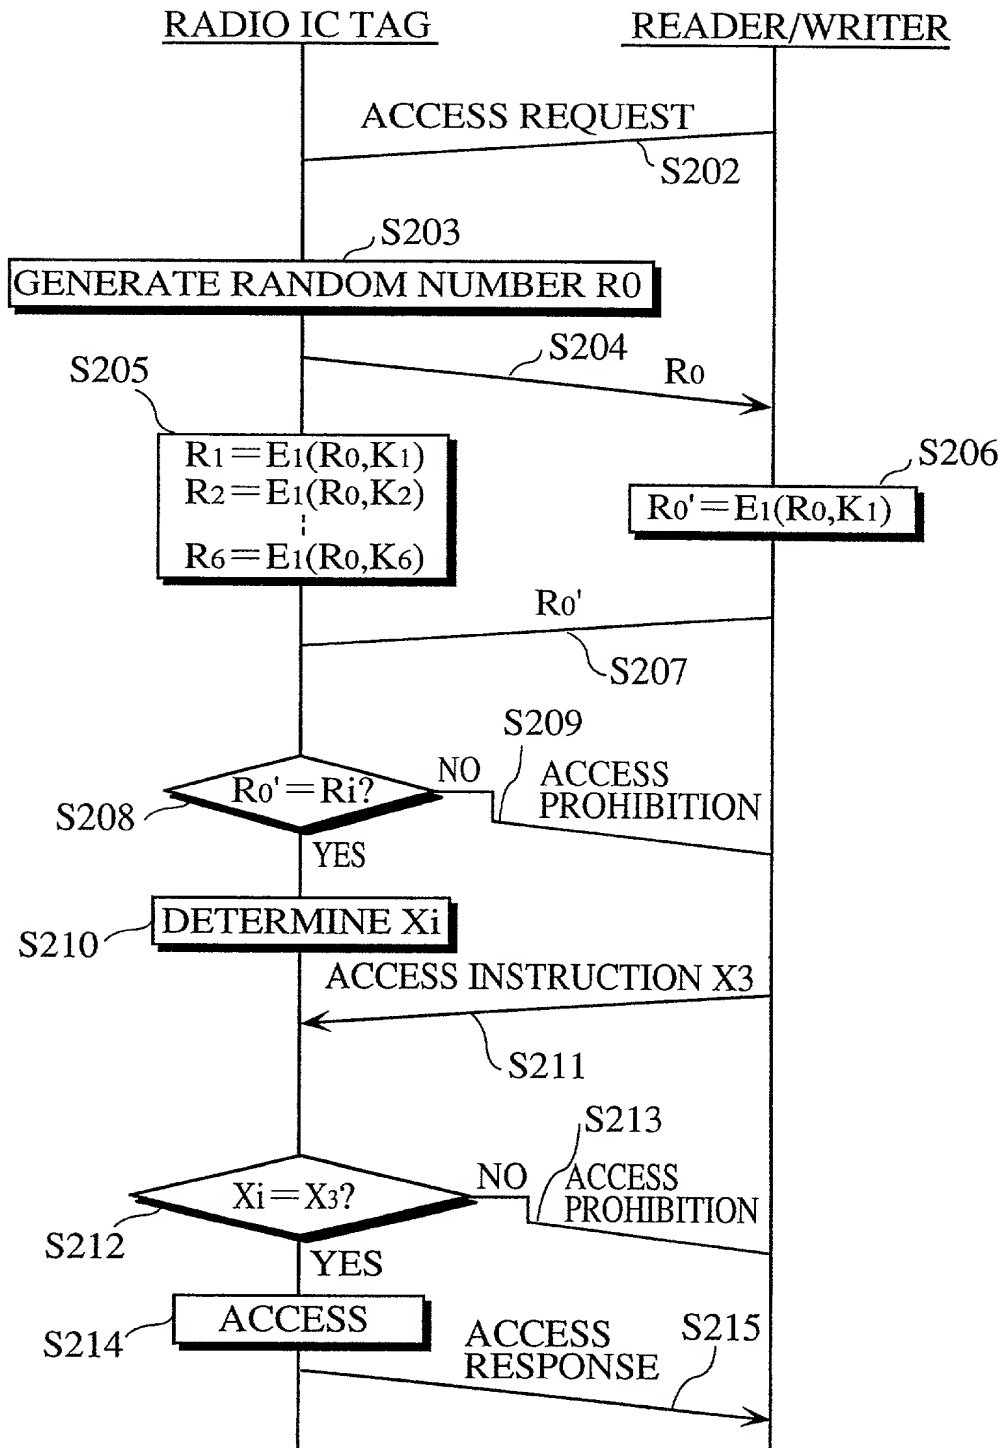 RADIO IC TAG
READER/WRITER
ACCESS REQUEST
S202
S203
GENERATE RANDOM NUMBER R0
S204
R0
S205
R1=E1(R0,K1)
R2=E1(R0,K2)
R6=E1(R0,K6)
S206
R0'=E1(R0,K1)
R0'
S207
S209
R0'=Ri?
NO
ACCESS
PROHIBITION
S208
YES
DETERMINE Xi
S210
ACCESS INSTRUCTION X3
S211
S213
Xi=X3?
NO
ACCESS
PROHIBITION
S212
YES
ACCESS
S214
ACCESS
RESPONSE
S215